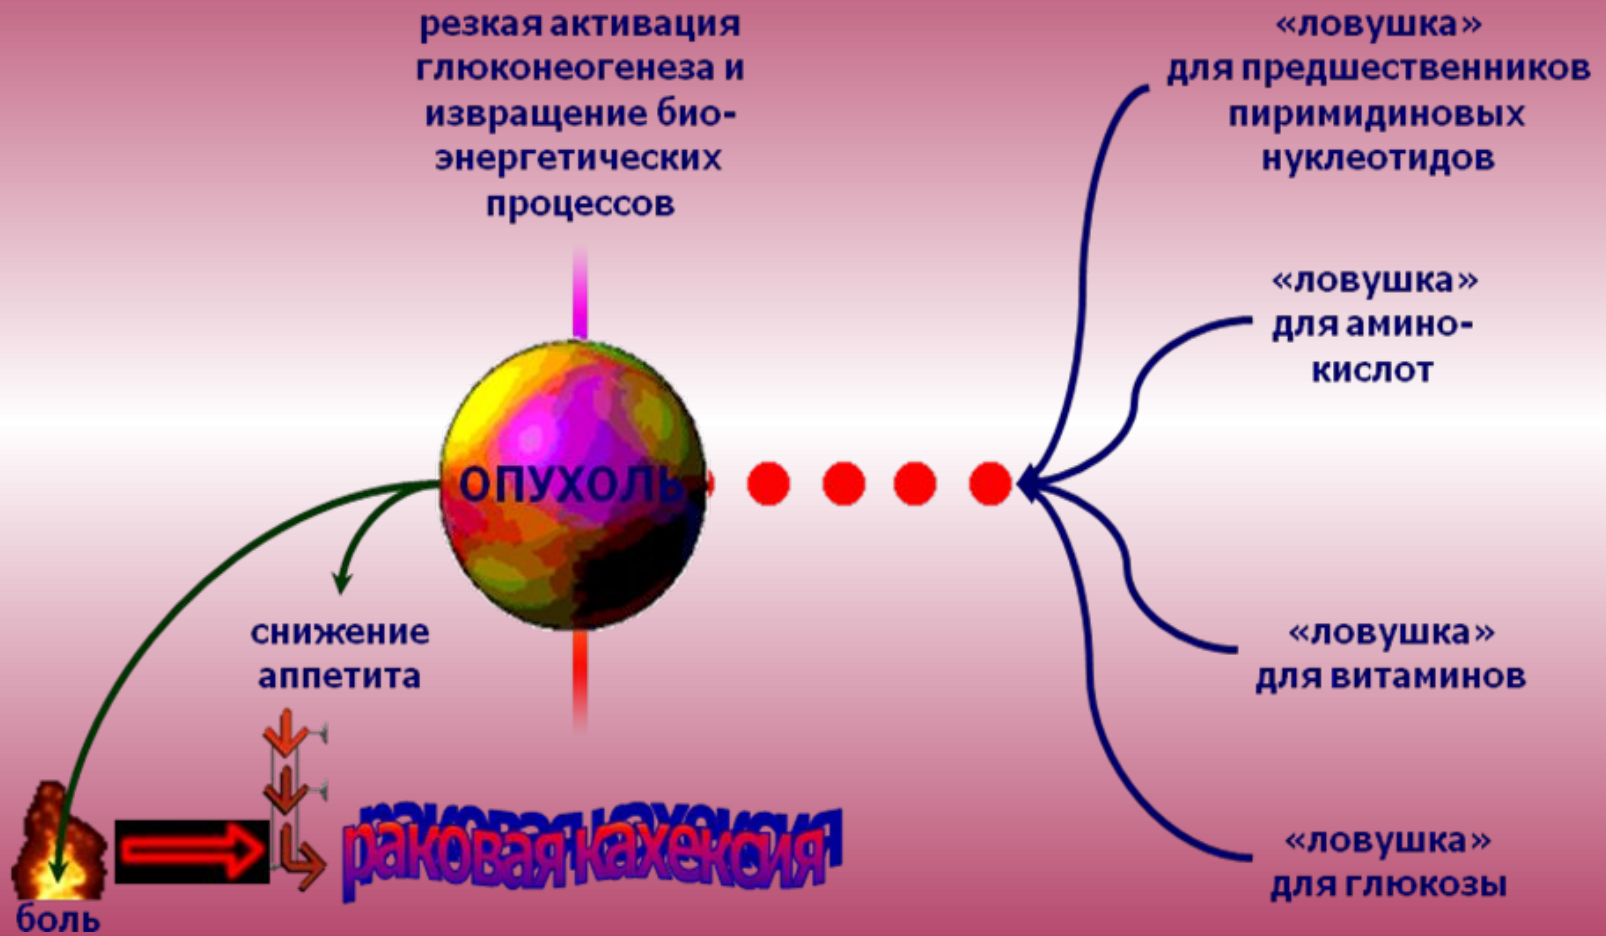 резкая активация
глюконеогенеза и
извращение био-
энергетических
процессов
«ловушка»
для предшественников
пиримидиновых
нуклеотидов
«ловушка»
для амино-
кислот
ОПУХОЛЬ
снижение
аппетита
«ловушка»
для витаминов
раковая кахексия
«ловушка»
для глюкозы
боль